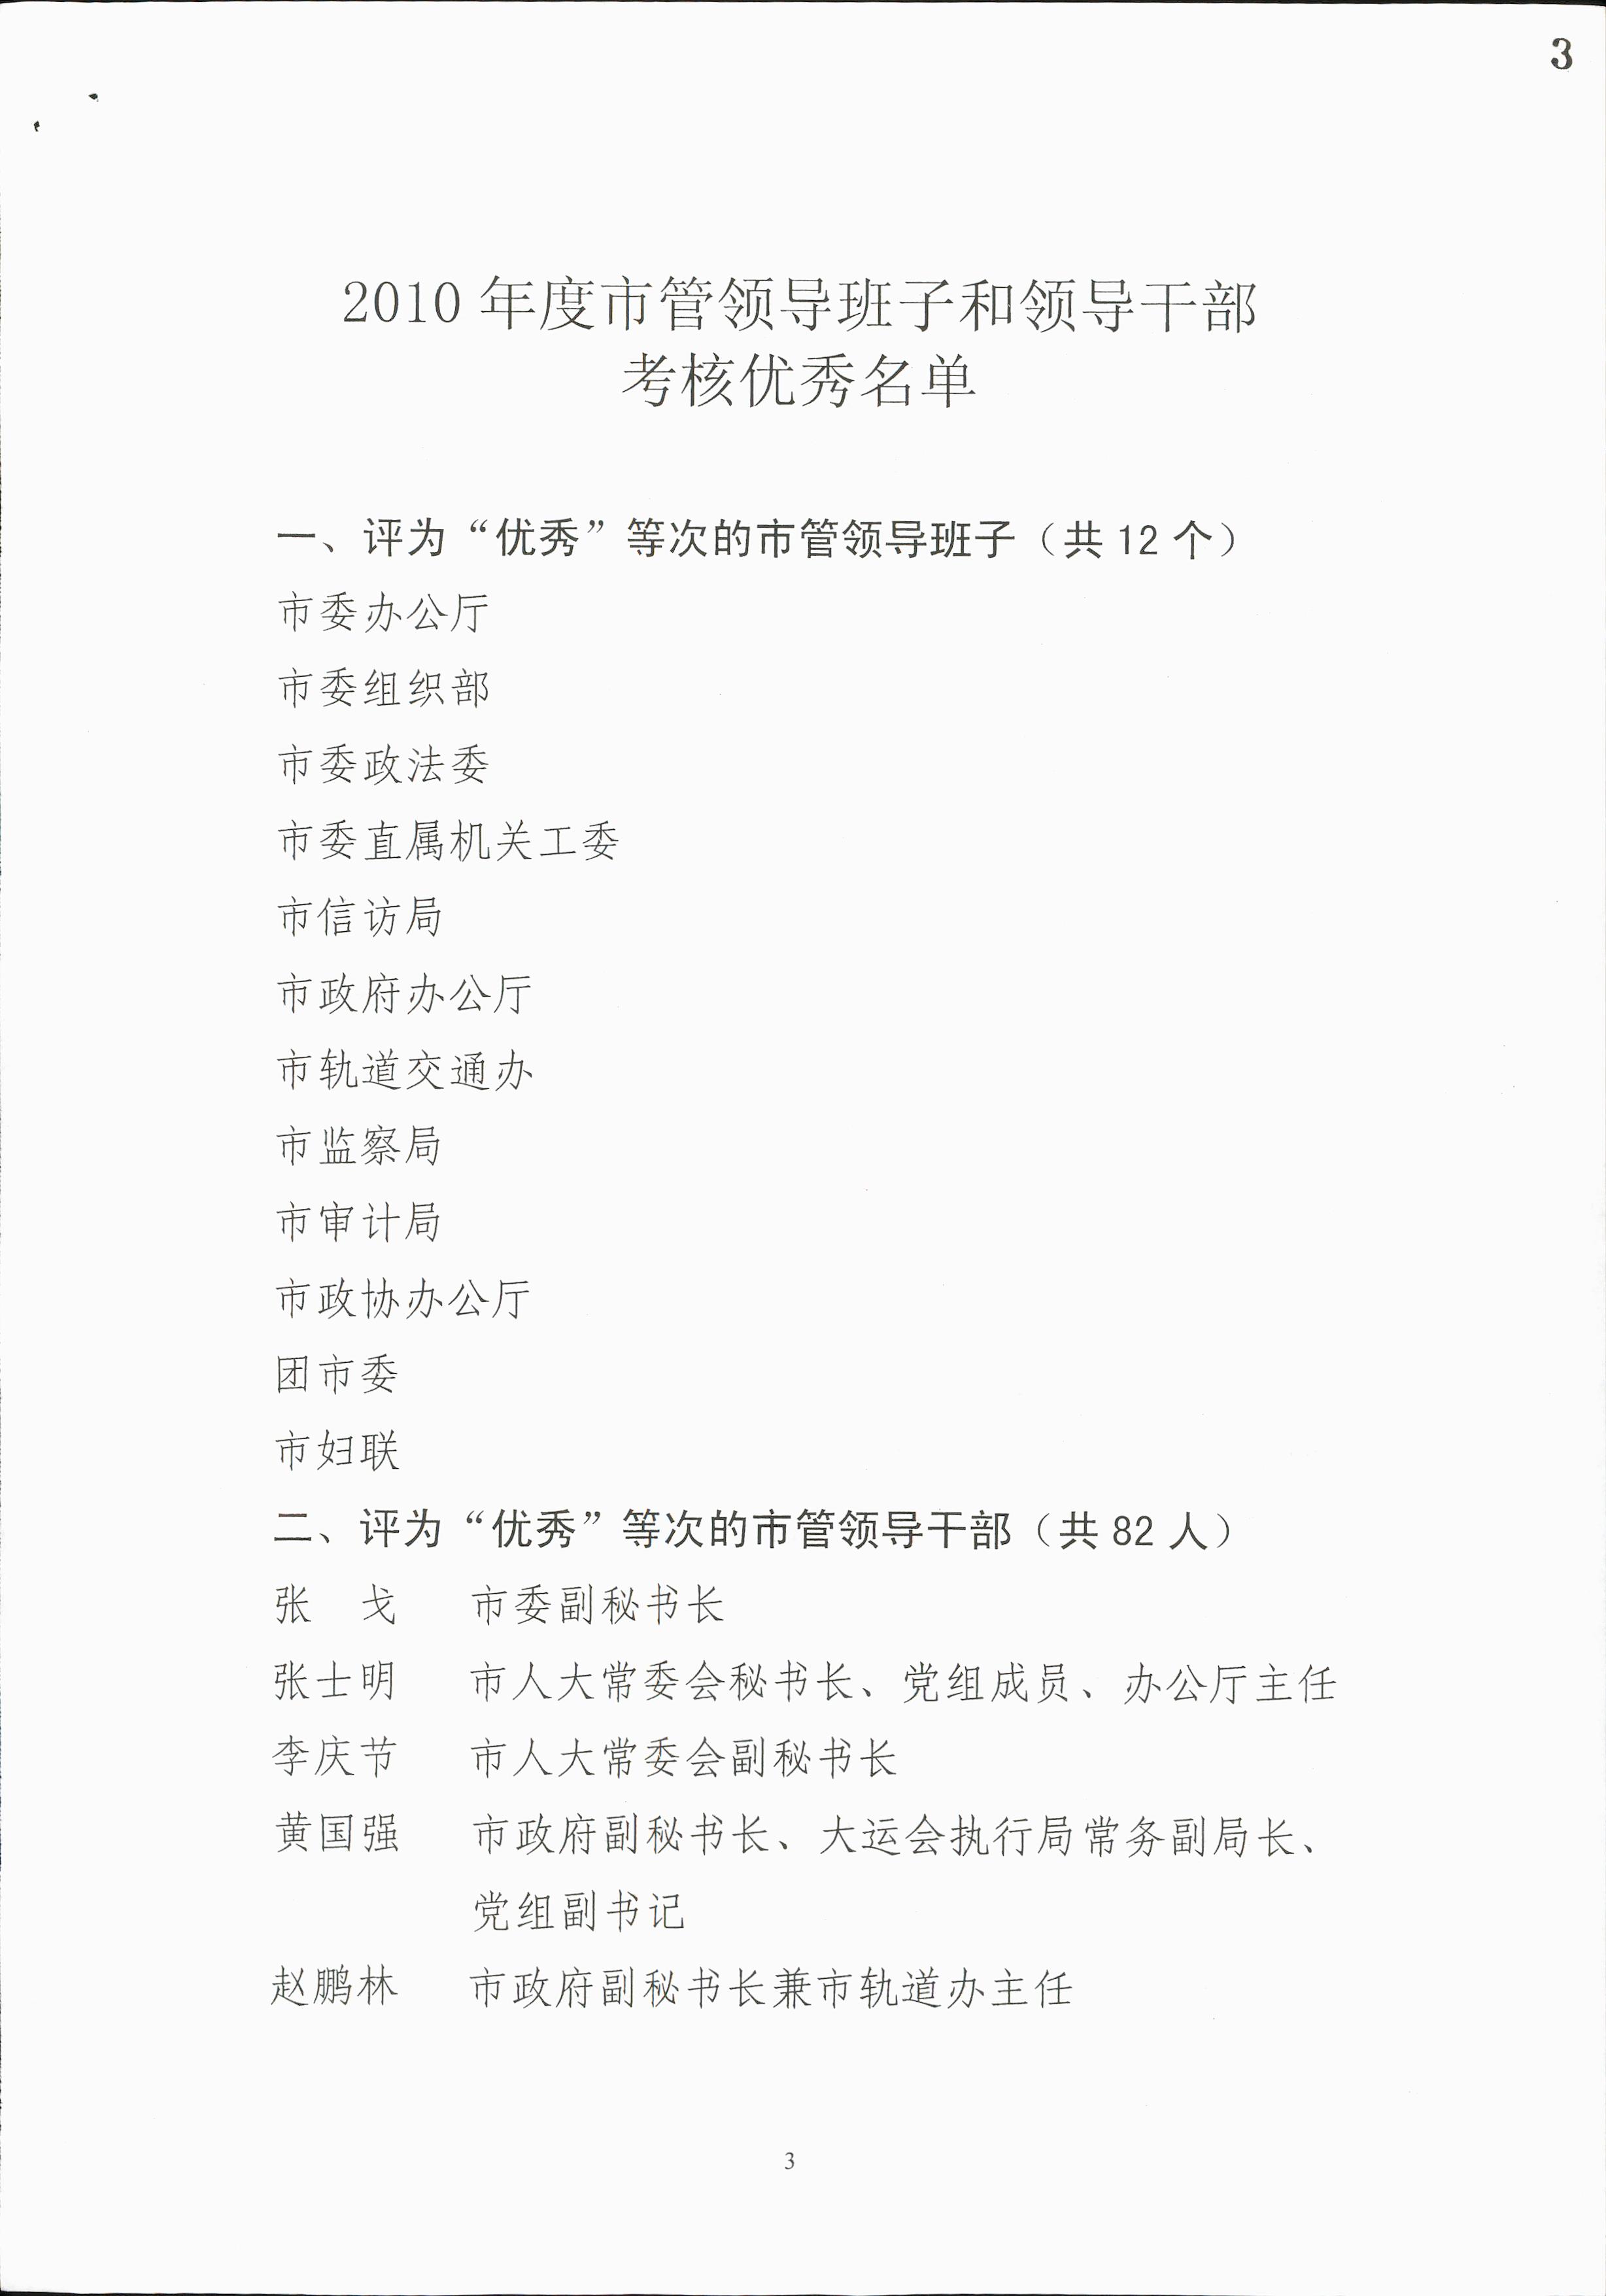 3
2010 年度市管领导班子和领导干部
考核优秀名单
一、评为“优秀”等次的市管领导班子（共 12 个）
市委办公厅
市委组织部
市委政法委
市委直属机关工委
市信访局
市政府办公厅
市轨道交通办
市监察局
市审计局
市政协办公厅
团市委
市妇联
二、评为“优秀”等次的市管领导干部（共 82 人）
张　戈　市委副秘书长
张士明　市人大常委会秘书长、党组成员、办公厅主任
李庆节　市人大常委会副秘书长
黄国强　市政府副秘书长、大运会执行局常务副局长、
党组副书记
赵鹏林　市政府副秘书长兼市轨道办主任
3